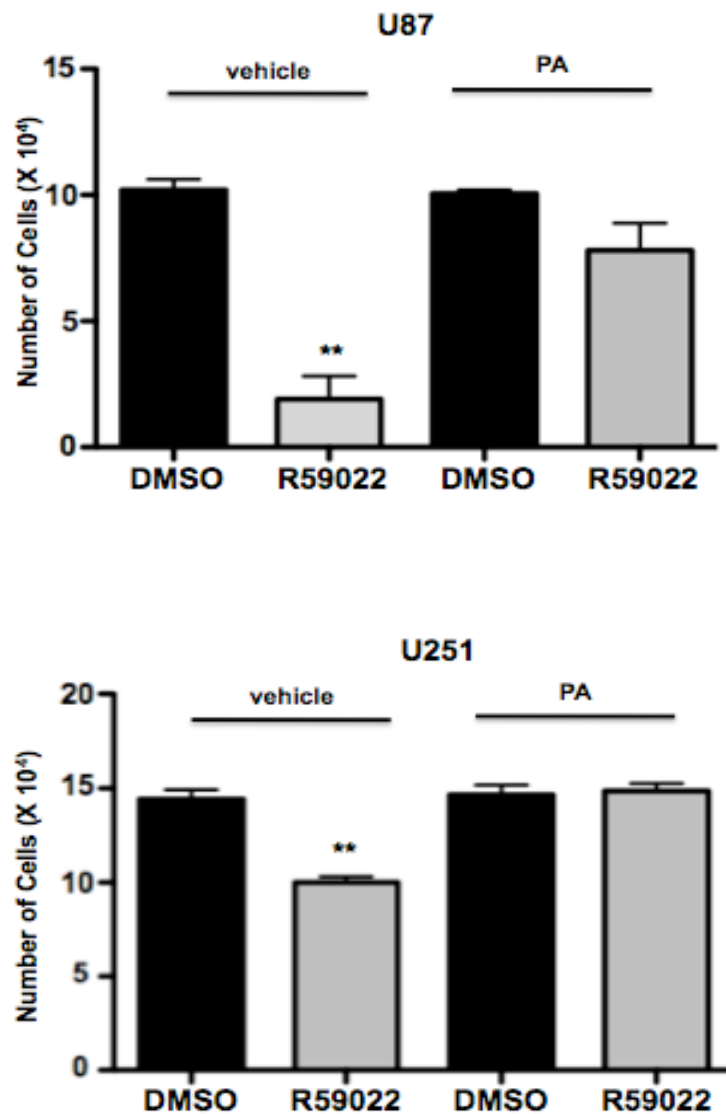 U87
vehicle PA
Number of Cells (X 10⁴)
15
10
5
0
**
DMSO R59022 DMSO R59022
U251
vehicle PA
Number of Cells (X 10⁴)
20
15
10
5
0
**
DMSO R59022 DMSO R59022